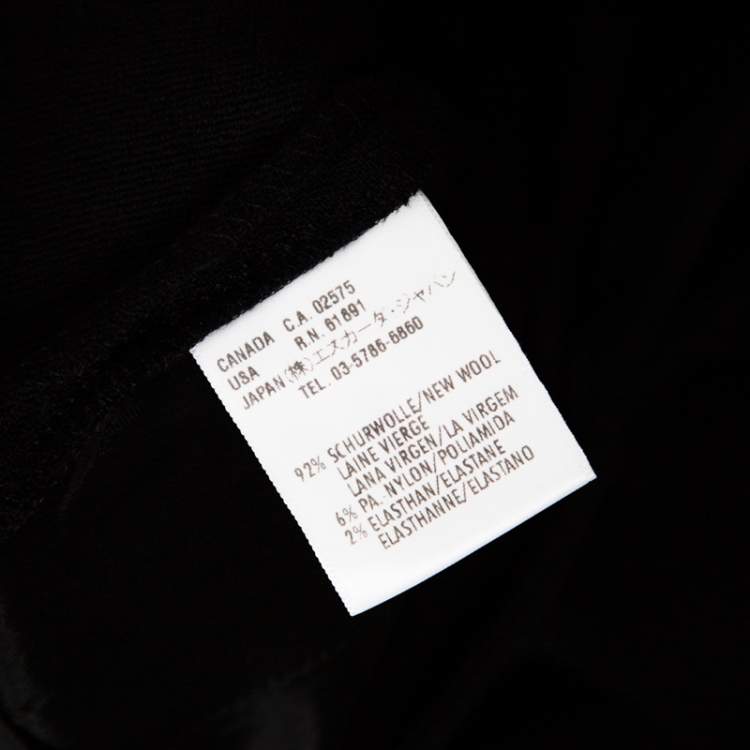 CANADA C.A. 02575
USA R.N. 61691
JAPAN (株)エスカーダ・ジャパン
TEL. 03-5786-6860
92% SCHURWOLLE/NEW WOOL
LAINE VIERGE
LANA VIRGEN/LA VIRGEM
6% PA.-NYLON/POLIAMIDA
2% ELASTHAN/ELASTANE
ELASTHANNE/ELASTANO